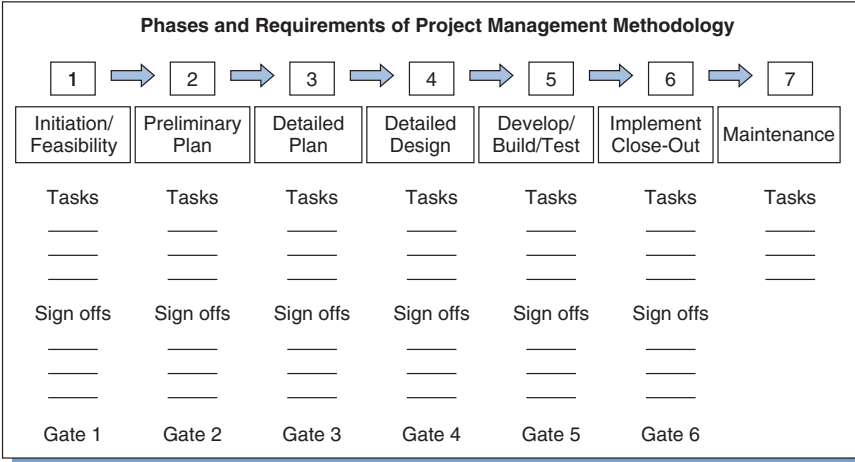 Phases and Requirements of Project Management Methodology
1 2 3 4 5 6 7
Initiation/ Preliminary Detailed Detailed Develop/ Implement Maintenance
Feasibility Plan Plan Design Build/Test Close-Out
Tasks Tasks Tasks Tasks Tasks Tasks Tasks
Sign offs Sign offs Sign offs Sign offs Sign offs Sign offs
Gate 1 Gate 2 Gate 3 Gate 4 Gate 5 Gate 6